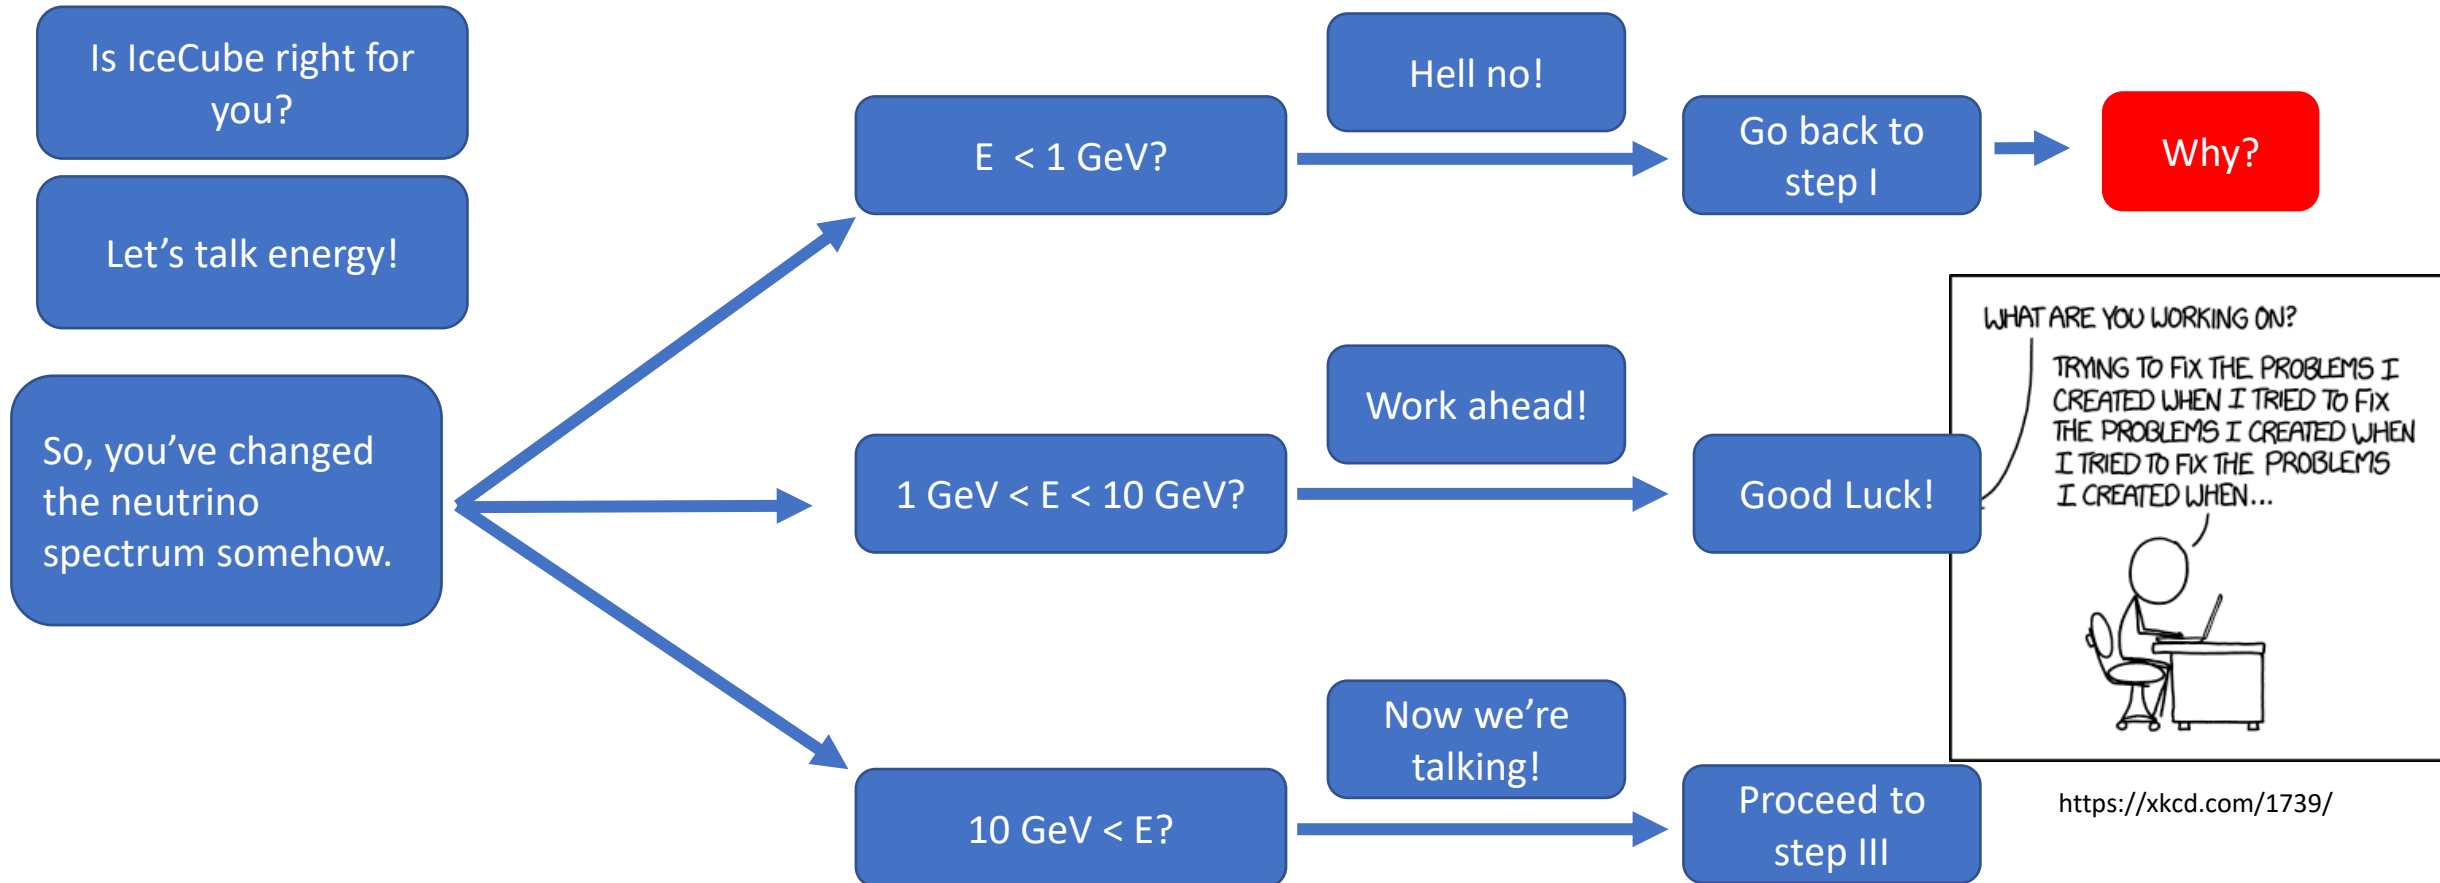 Is IceCube right for
you?
Let's talk energy!
So, you've changed
the neutrino
spectrum somehow.
E < 1 GeV?
Hell no!
Go back to
step I
Why?
1 GeV < E < 10 GeV?
Work ahead!
Good Luck!
WHAT ARE YOU WORKING ON?
TRYING TO FIX THE PROBLEMS I
CREATED WHEN I TRIED TO FIX
THE PROBLEMS I CREATED WHEN
I TRIED TO FIX THE PROBLEMS
I CREATED WHEN...
10 GeV < E?
Now we're
talking!
Proceed to
step III
https://xkcd.com/1739/